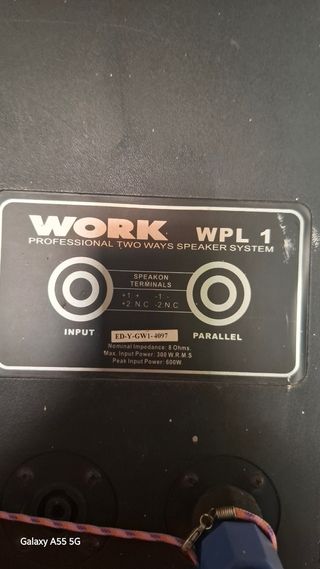 WORK WPL 1
PROFESSIONAL TWO WAYS SPEAKER SYSTEM
SPEAKON
TERMINALS
+1: + -1: -
+2: N.C -2: N.C
INPUT PARALLEL
ED-Y-GW1-4097
Nominal Impedance: 8 Ohms.
Max. Input Power: 300 W.R.M.S
Peak Input Power: 600W
Galaxy A55 5G